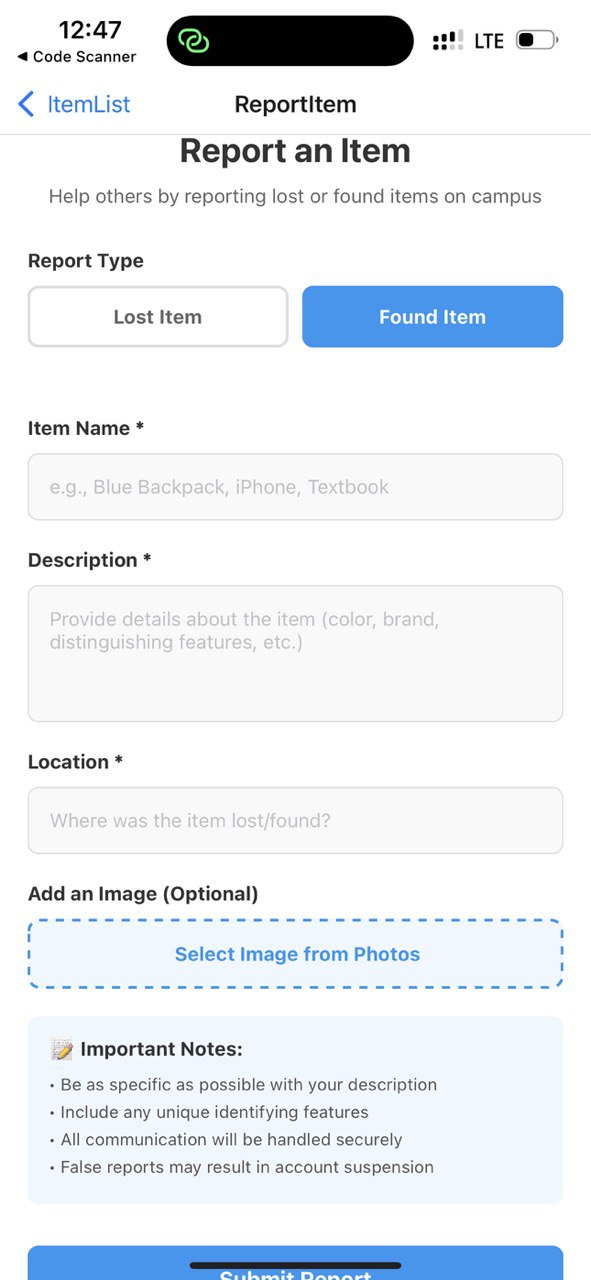 12:47
LTE
◀ Code Scanner
ItemList
ReportItem
Report an Item
Help others by reporting lost or found items on campus
Report Type
Lost Item
Found Item
Item Name *
e.g., Blue Backpack, iPhone, Textbook
Description *
Provide details about the item (color, brand,
distinguishing features, etc.)
Location *
Where was the item lost/found?
Add an Image (Optional)
Select Image from Photos
📝 Important Notes:
• Be as specific as possible with your description
• Include any unique identifying features
• All communication will be handled securely
• False reports may result in account suspension
Submit Report